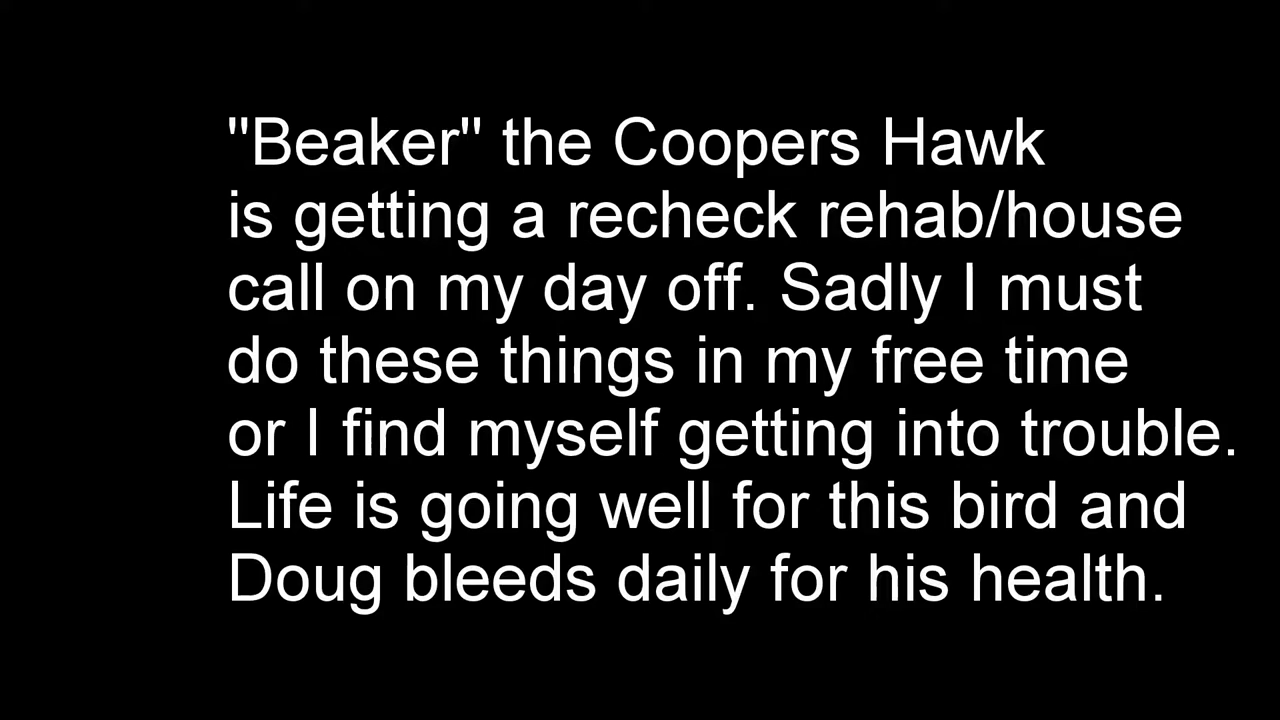 "Beaker" the Coopers Hawk
is getting a recheck rehab/house
call on my day off. Sadly I must
do these things in my free time
or I find myself getting into trouble.
Life is going well for this bird and
Doug bleeds daily for his health.